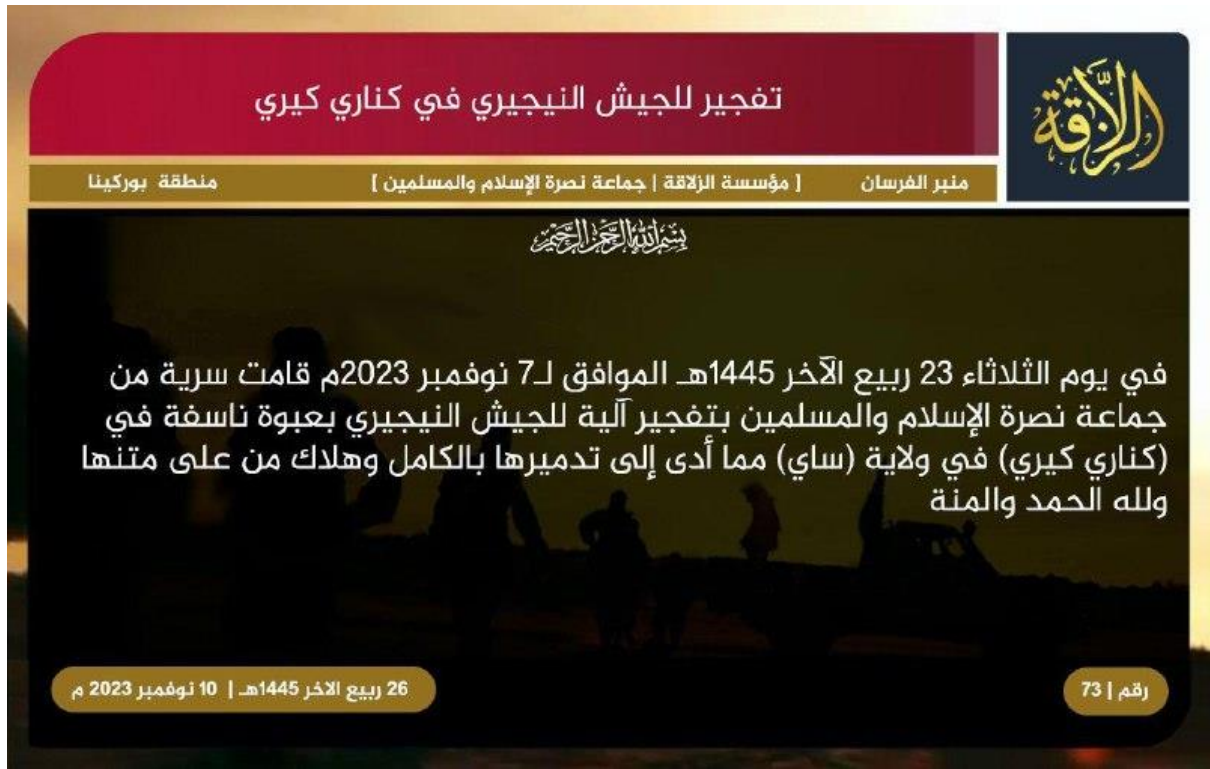 الزلاقة
تفجير للجيش النيجيري في كناري كيري
منبر الفرسان [ مؤسسة الزلاقة | جماعة نصرة الإسلام والمسلمين ] منطقة بوركينا
بسم الله الرحمن الرحيم
في يوم الثلاثاء 23 ربيع الآخر 1445هـ الموافق لـ7 نوفمبر 2023م قامت سرية من
جماعة نصرة الإسلام والمسلمين بتفجير آلية للجيش النيجيري بعبوة ناسفة في
(كناري كيري) في ولاية (ساي) مما أدى إلى تدميرها بالكامل وهلاك من على متنها
ولله الحمد والمنة
رقم | 73
26 ربيع الاخر 1445هـ | 10 نوفمبر 2023 م